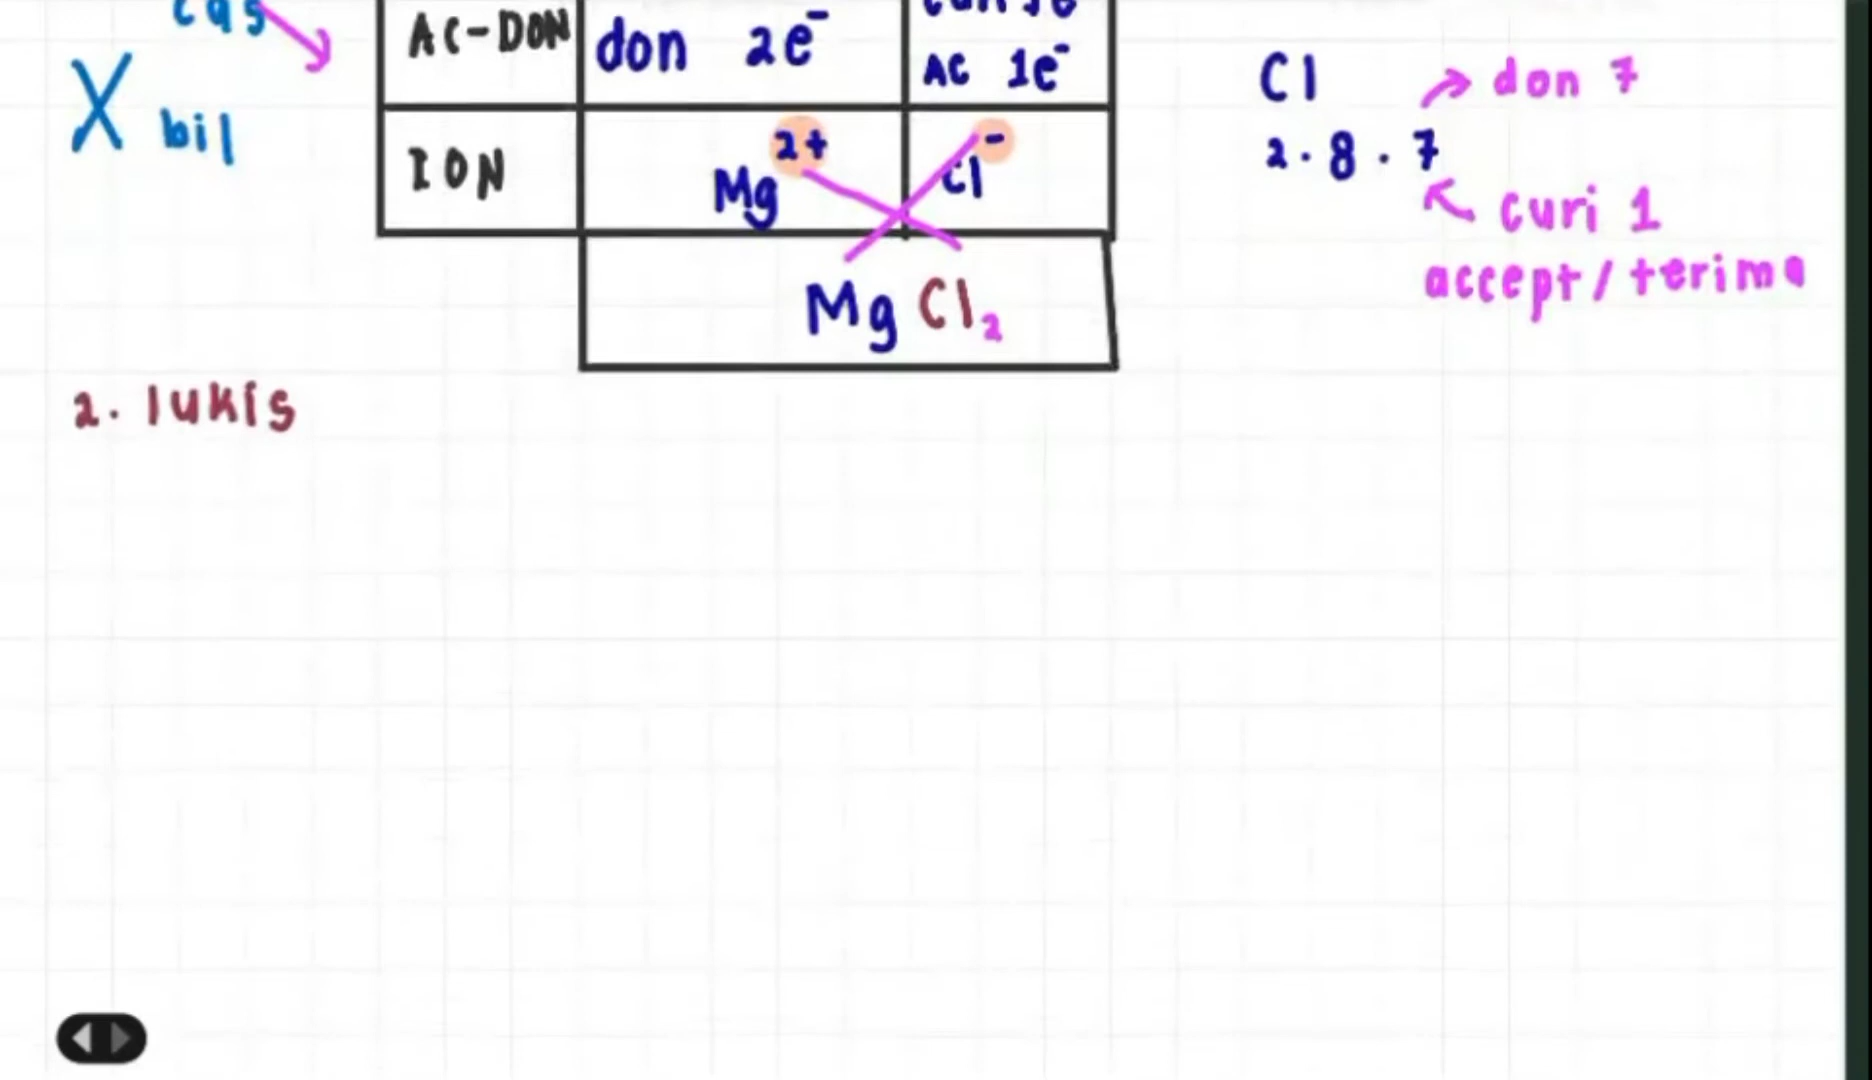 cas
X bil
AC-DON
don 2e⁻
AC 1e⁻
ION
Mg²⁺
Cl⁻
MgCl₂
Cl
2.8.7
don 7
curi 1
accept/terima
2. lukis